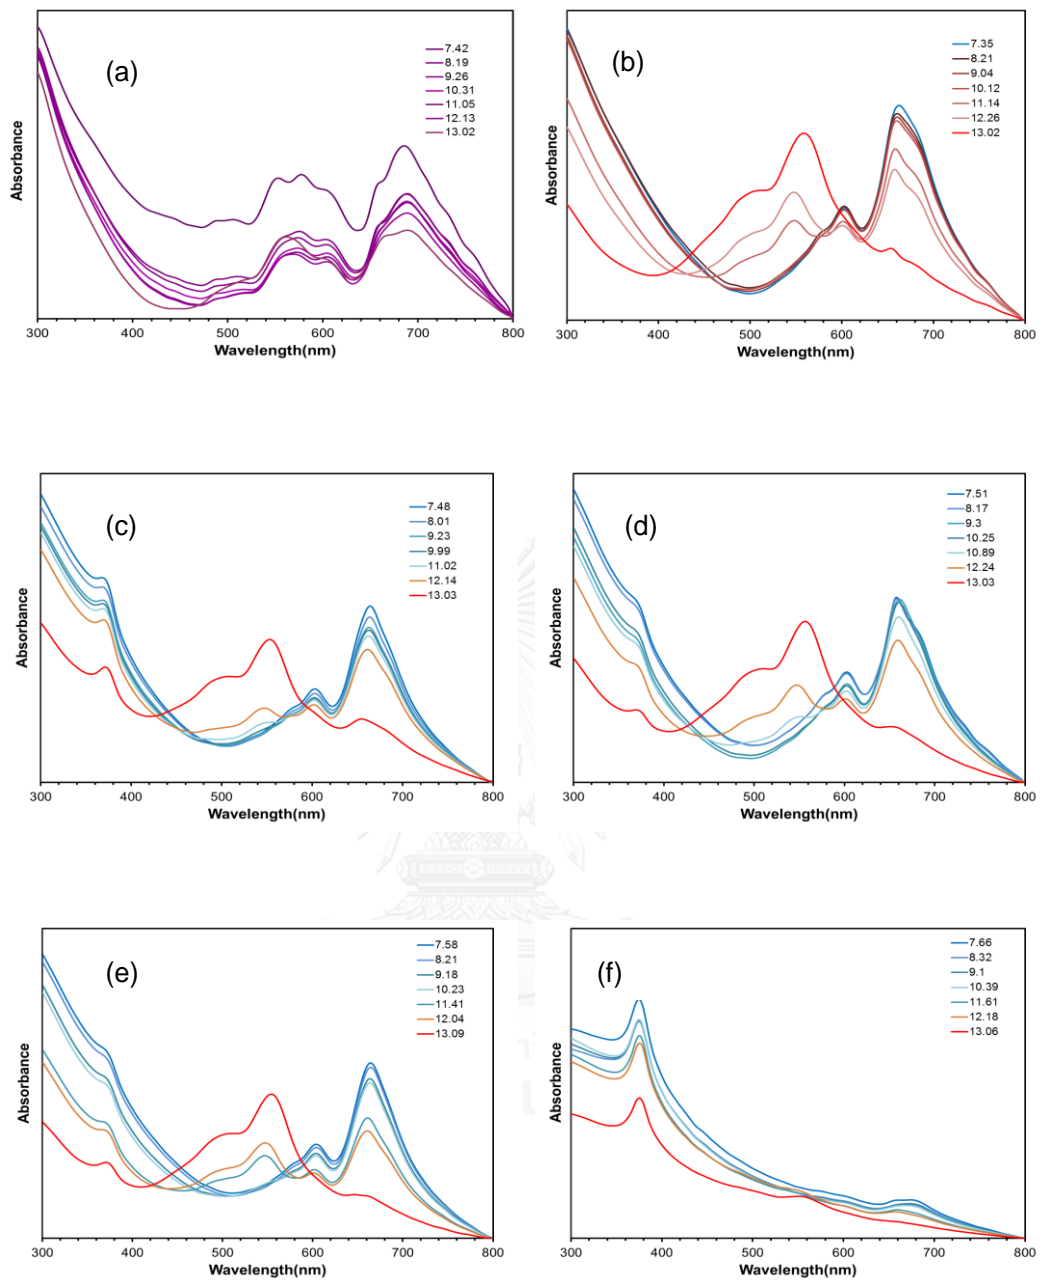 (a)
7.42
8.19
9.26
10.31
11.05
12.13
13.02
Absorbance
300 400 500 600 700 800
Wavelength(nm)
(b)
7.35
8.21
9.04
10.12
11.14
12.26
13.02
Absorbance
300 400 500 600 700 800
Wavelength(nm)
(c)
7.48
8.01
9.23
9.99
11.02
12.14
13.03
Absorbance
300 400 500 600 700 800
Wavelength(nm)
(d)
7.51
8.17
9.3
10.25
10.89
12.24
13.03
Absorbance
300 400 500 600 700 800
Wavelength(nm)
(e)
7.58
8.21
9.18
10.23
11.41
12.04
13.09
Absorbance
300 400 500 600 700 800
Wavelength(nm)
(f)
7.66
8.32
9.1
10.39
11.61
12.18
13.06
Absorbance
300 400 500 600 700 800
Wavelength(nm)